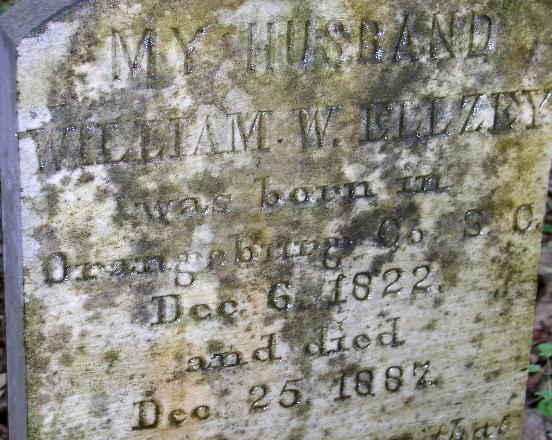 MY HUSBAND
WILLIAM. W. ELLZEY
was born in
Orangeburg Co S. C.
Dec. 6, 1822.
and died
Dec. 25, 1887.